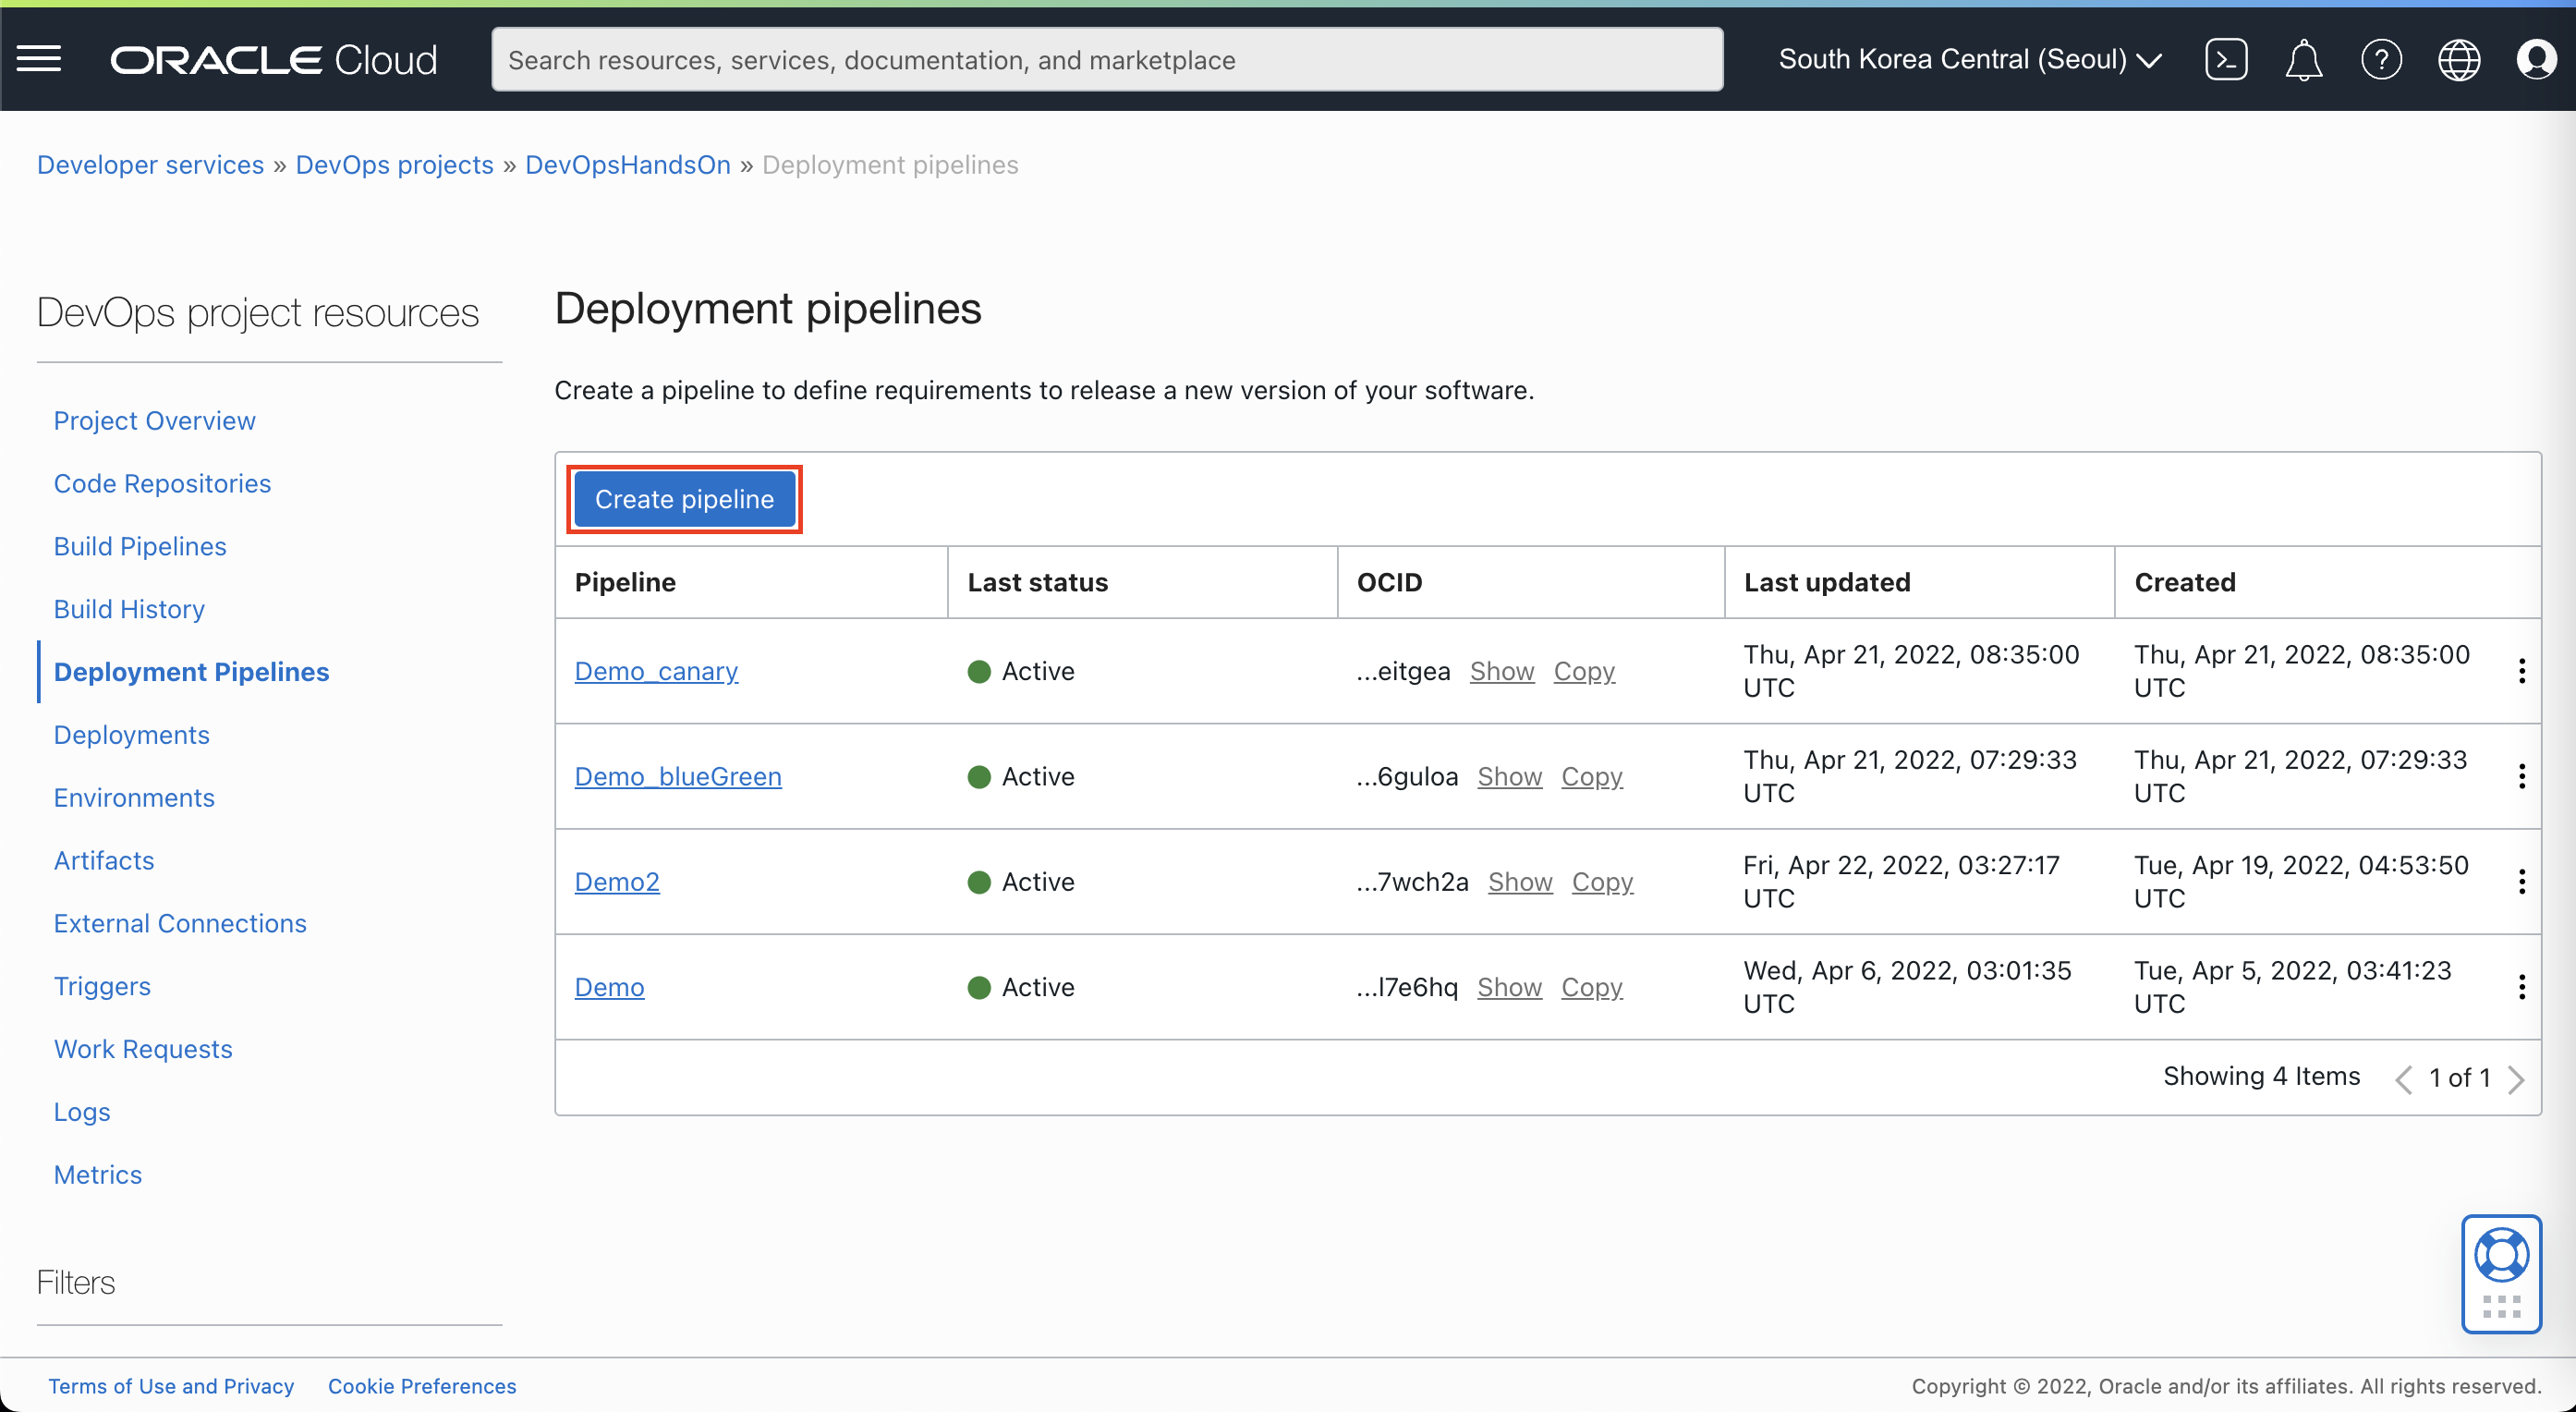 ORACLE Cloud
Search resources, services, documentation, and marketplace
South Korea Central (Seoul)
Developer services » DevOps projects » DevOpsHandsOn » Deployment pipelines
DevOps project resources
Project Overview
Code Repositories
Build Pipelines
Build History
Deployment Pipelines
Deployments
Environments
Artifacts
External Connections
Triggers
Work Requests
Logs
Metrics
Filters
Deployment pipelines
Create a pipeline to define requirements to release a new version of your software.
Create pipeline
Pipeline Last status OCID Last updated Created
Demo_canary Active ...eitgea Show Copy Thu, Apr 21, 2022, 08:35:00 UTC Thu, Apr 21, 2022, 08:35:00 UTC
Demo_blueGreen Active ...6guloa Show Copy Thu, Apr 21, 2022, 07:29:33 UTC Thu, Apr 21, 2022, 07:29:33 UTC
Demo2 Active ...7wch2a Show Copy Fri, Apr 22, 2022, 03:27:17 UTC Tue, Apr 19, 2022, 04:53:50 UTC
Demo Active ...l7e6hq Show Copy Wed, Apr 6, 2022, 03:01:35 UTC Tue, Apr 5, 2022, 03:41:23 UTC
Showing 4 Items 1 of 1
Terms of Use and Privacy Cookie Preferences
Copyright © 2022, Oracle and/or its affiliates. All rights reserved.